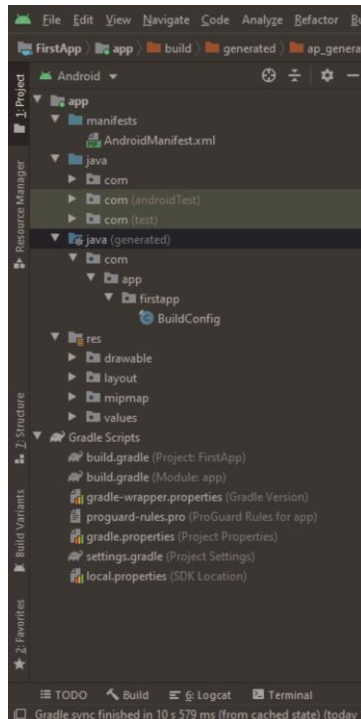 File Edit View Navigate Code Analyze Refactor
FirstApp app build generated
Android
1: Project
Resource Manager
Z: Structure
Build Variants
2: Favorites
app
manifests
AndroidManifest.xml
java
com
com (androidTest)
com (test)
java (generated)
com
app
firstapp
BuildConfig
res
drawable
layout
mipmap
values
Gradle Scripts
build.gradle (Project: FirstApp)
build.gradle (Module: app)
gradle-wrapper.properties (Gradle Version)
proguard-rules.pro (ProGuard Rules for app)
gradle.properties (Project Properties)
settings.gradle (Project Settings)
local.properties (SDK Location)
TODO Build 6: Logcat Terminal
Gradle sync finished in 10 s 579 ms (from cached state) (today